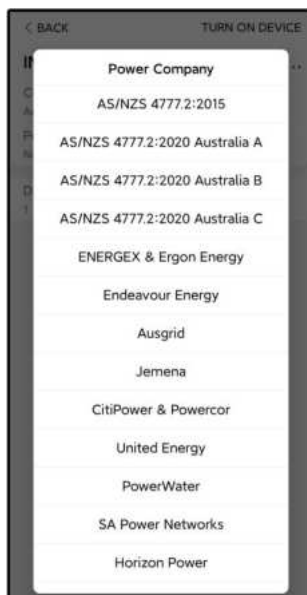 < BACK TURN ON DEVICE
Power Company
AS/NZS 4777.2:2015
AS/NZS 4777.2:2020 Australia A
AS/NZS 4777.2:2020 Australia B
AS/NZS 4777.2:2020 Australia C
ENERGEX & Ergon Energy
Endeavour Energy
Ausgrid
Jemena
CitiPower & Powercor
United Energy
PowerWater
SA Power Networks
Horizon Power